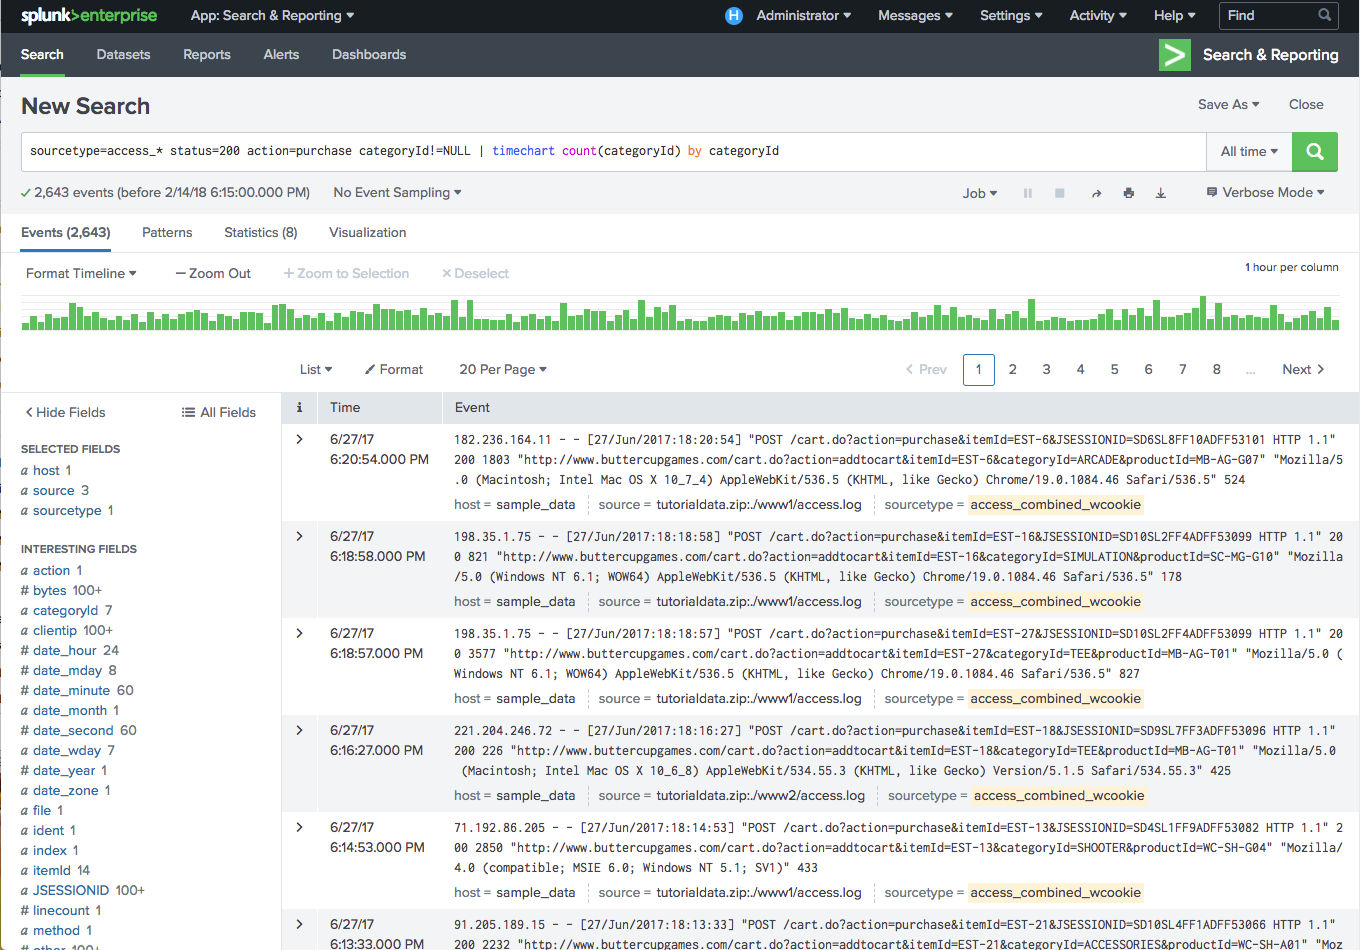 splunk>enterprise App: Search & Reporting ▾ H Administrator ▾ Messages ▾ Settings ▾ Activity ▾ Help ▾ Find
Search Datasets Reports Alerts Dashboards Search & Reporting
New Search Save As ▾ Close
sourcetype=access_* status=200 action=purchase categoryId!=NULL | timechart count(categoryId) by categoryId All time ▾
✓ 2,643 events (before 2/14/18 6:15:00.000 PM) No Event Sampling ▾ Job ▾ Verbose Mode ▾
Events (2,643) Patterns Statistics (8) Visualization
Format Timeline ▾ — Zoom Out + Zoom to Selection × Deselect 1 hour per column
List ▾ Format 20 Per Page ▾ < Prev 1 2 3 4 5 6 7 8 ... Next >
< Hide Fields All Fields
SELECTED FIELDS
a host 1
a source 3
a sourcetype 1
INTERESTING FIELDS
a action 1
# bytes 100+
a categoryId 7
a clientip 100+
# date_hour 24
# date_mday 8
# date_minute 60
a date_month 1
# date_second 60
a date_wday 7
# date_year 1
a date_zone 1
a file 1
a ident 1
a index 1
a itemId 14
a JSESSIONID 100+
# linecount 1
a method 1
# other 100+
i Time Event
6/27/17
6:20:54.000 PM
182.236.164.11 - - [27/Jun/2017:18:20:54] "POST /cart.do?action=purchase&itemId=EST-6&JSESSIONID=SD6SL8FF10ADFF53101 HTTP 1.1"
200 1803 "http://www.buttercupgames.com/cart.do?action=addtocart&itemId=EST-6&categoryId=ARCADE&productId=MB-AG-G07" "Mozilla/5
.0 (Macintosh; Intel Mac OS X 10_7_4) AppleWebKit/536.5 (KHTML, like Gecko) Chrome/19.0.1084.46 Safari/536.5" 524
host = sample_data source = tutorialdata.zip:/www1/access.log sourcetype = access_combined_wcookie
6/27/17
6:18:58.000 PM
198.35.1.75 - - [27/Jun/2017:18:18:58] "POST /cart.do?action=purchase&itemId=EST-16&JSESSIONID=SD10SL2FF4ADFF53099 HTTP 1.1" 20
0 821 "http://www.buttercupgames.com/cart.do?action=addtocart&itemId=EST-16&categoryId=SIMULATION&productId=SC-MG-G10" "Mozilla
/5.0 (Windows NT 6.1; WOW64) AppleWebKit/536.5 (KHTML, like Gecko) Chrome/19.0.1084.46 Safari/536.5" 178
host = sample_data source = tutorialdata.zip:/www1/access.log sourcetype = access_combined_wcookie
6/27/17
6:18:57.000 PM
198.35.1.75 - - [27/Jun/2017:18:18:57] "POST /cart.do?action=purchase&itemId=EST-27&JSESSIONID=SD10SL2FF4ADFF53099 HTTP 1.1" 20
0 3577 "http://www.buttercupgames.com/cart.do?action=addtocart&itemId=EST-27&categoryId=TEE&productId=MB-AG-T01" "Mozilla/5.0 (
Windows NT 6.1; WOW64) AppleWebKit/536.5 (KHTML, like Gecko) Chrome/19.0.1084.46 Safari/536.5" 827
host = sample_data source = tutorialdata.zip:/www1/access.log sourcetype = access_combined_wcookie
6/27/17
6:16:27.000 PM
221.204.246.72 - - [27/Jun/2017:18:16:27] "POST /cart.do?action=purchase&itemId=EST-18&JSESSIONID=SD9SL7FF3ADFF53096 HTTP 1.1"
200 226 "http://www.buttercupgames.com/cart.do?action=addtocart&itemId=EST-18&categoryId=TEE&productId=MB-AG-T01" "Mozilla/5.0
(Macintosh; Intel Mac OS X 10_6_8) AppleWebKit/534.55.3 (KHTML, like Gecko) Version/5.1.5 Safari/534.55.3" 425
host = sample_data source = tutorialdata.zip:/www2/access.log sourcetype = access_combined_wcookie
6/27/17
6:14:53.000 PM
71.192.86.205 - - [27/Jun/2017:18:14:53] "POST /cart.do?action=purchase&itemId=EST-13&JSESSIONID=SD4SL1FF9ADFF53082 HTTP 1.1" 2
00 2850 "http://www.buttercupgames.com/cart.do?action=addtocart&itemId=EST-13&categoryId=SHOOTER&productId=WC-SH-G04" "Mozilla/
4.0 (compatible; MSIE 6.0; Windows NT 5.1; SV1)" 433
host = sample_data source = tutorialdata.zip:/www1/access.log sourcetype = access_combined_wcookie
6/27/17
6:13:33.000 PM
91.205.189.15 - - [27/Jun/2017:18:13:33] "POST /cart.do?action=purchase&itemId=EST-21&JSESSIONID=SD10SL4FF1ADFF53066 HTTP 1.1"
200 2232 "http://www.buttercupgames.com/cart.do?action=addtocart&itemId=EST-21&categoryId=ACCESSORIES&productId=WC-SH-A01" "Moz